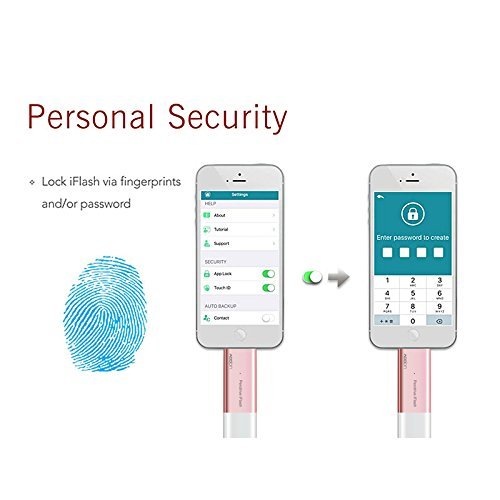 Personal Security
Lock iFlash via fingerprints
and/or password
Settings
HELP
About
Tutorial
Support
SECURITY
App Lock
Touch ID
AUTO BACKUP
Contact
Enter password to create
1 2 3
ABC DEF
4 5 6
GHI JKL MNO
7 8 9
PQRS TUV WXYZ
+ * # 0
Piconizer iFlash